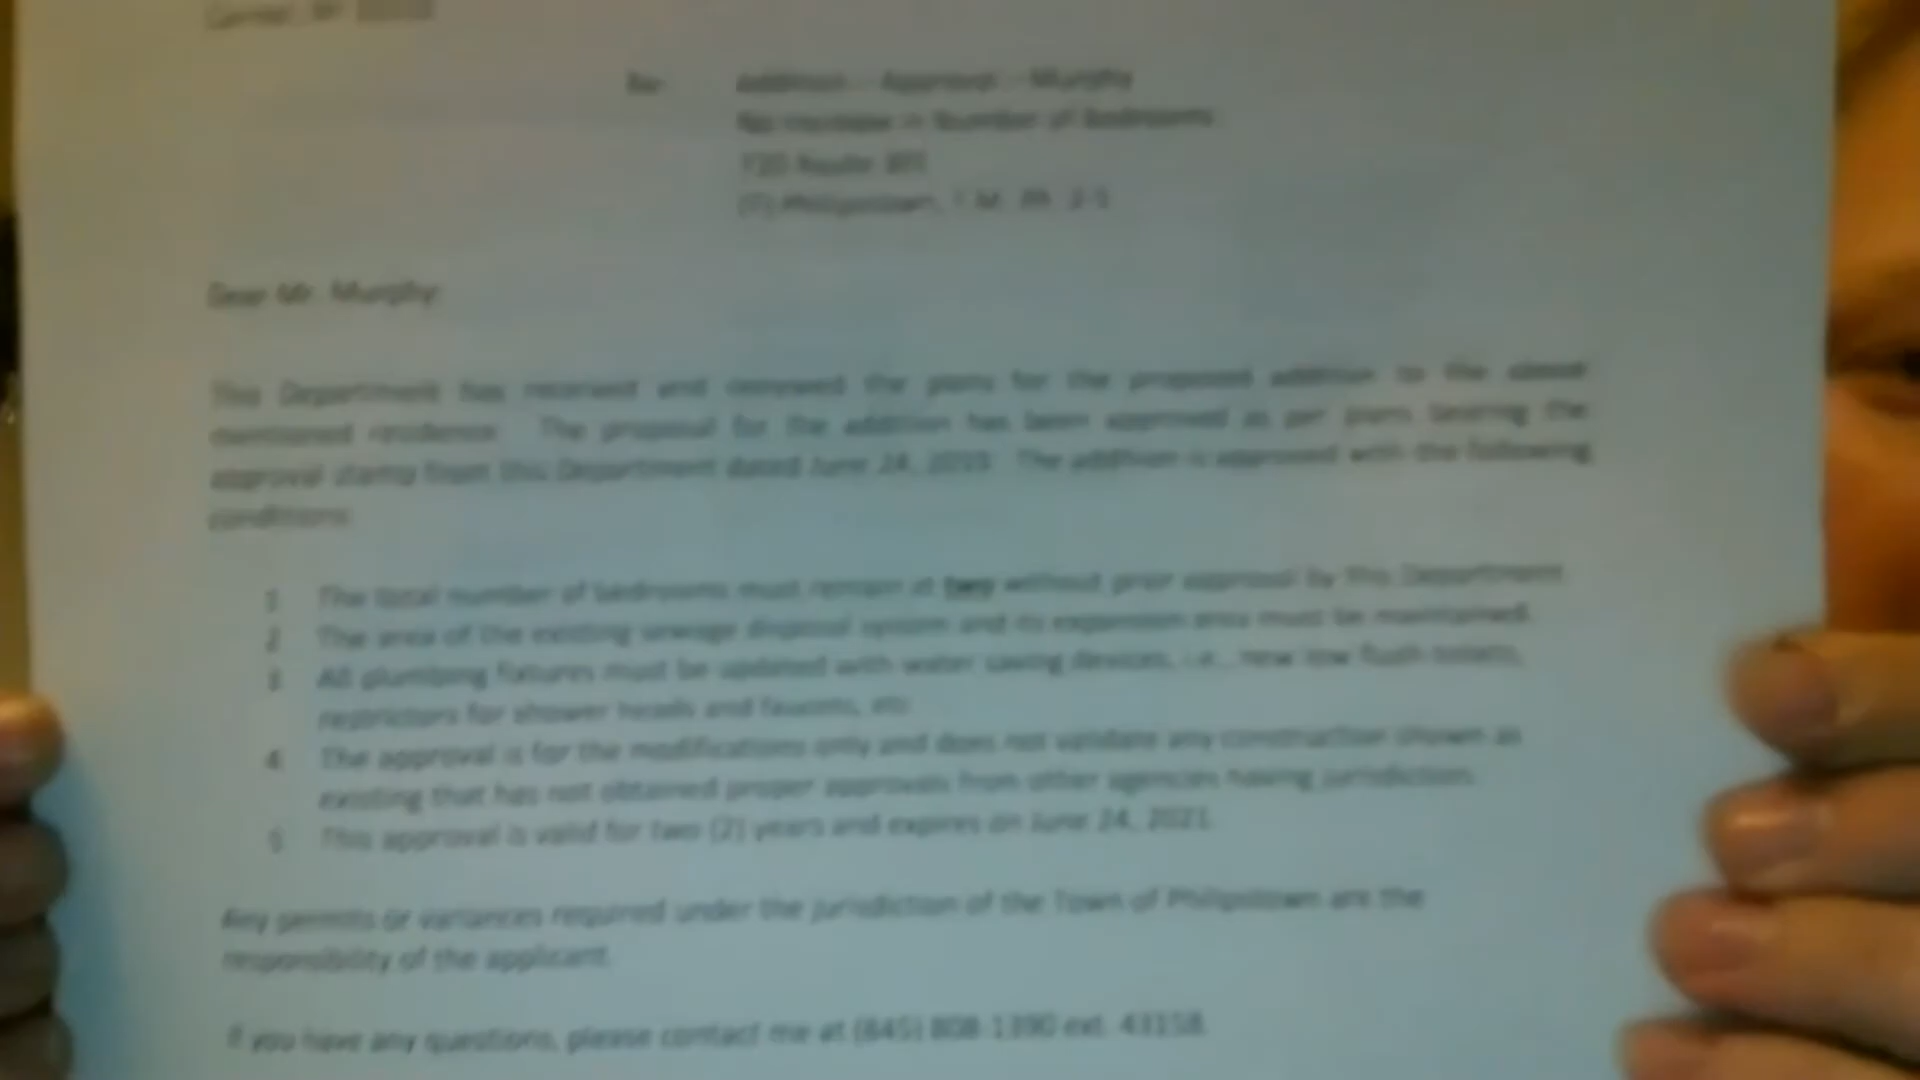 Re: Addition - Approval - Murphy
No Increase in Number of Bedrooms
720 Route
(T) Philipstown, T.M. 2-1
Dear Mr. Murphy:
This Department has received and reviewed the plans for the proposed addition to the above
mentioned residence. The proposal for the addition has been approved as per plans bearing the
approval stamp from this Department dated June 24, 2019. The addition is approved with the following
conditions:
1. The total number of bedrooms must remain at two without prior approval by This Department.
2. The area of the existing sewage disposal system and its expansion area must be maintained.
3. All plumbing fixtures must be updated with water saving devices, i.e., new low flush toilets,
restrictors for shower heads and faucets, etc.
4. The approval is for the modifications only and does not validate any construction shown as
existing that has not obtained proper approvals from other agencies having jurisdiction.
5. This approval is valid for two (2) years and expires on June 24, 2021.
Any permits or variances required under the jurisdiction of the Town of Philipstown are the
responsibility of the applicant.
If you have any questions, please contact me at (845) 808-1390 ext. 43158.